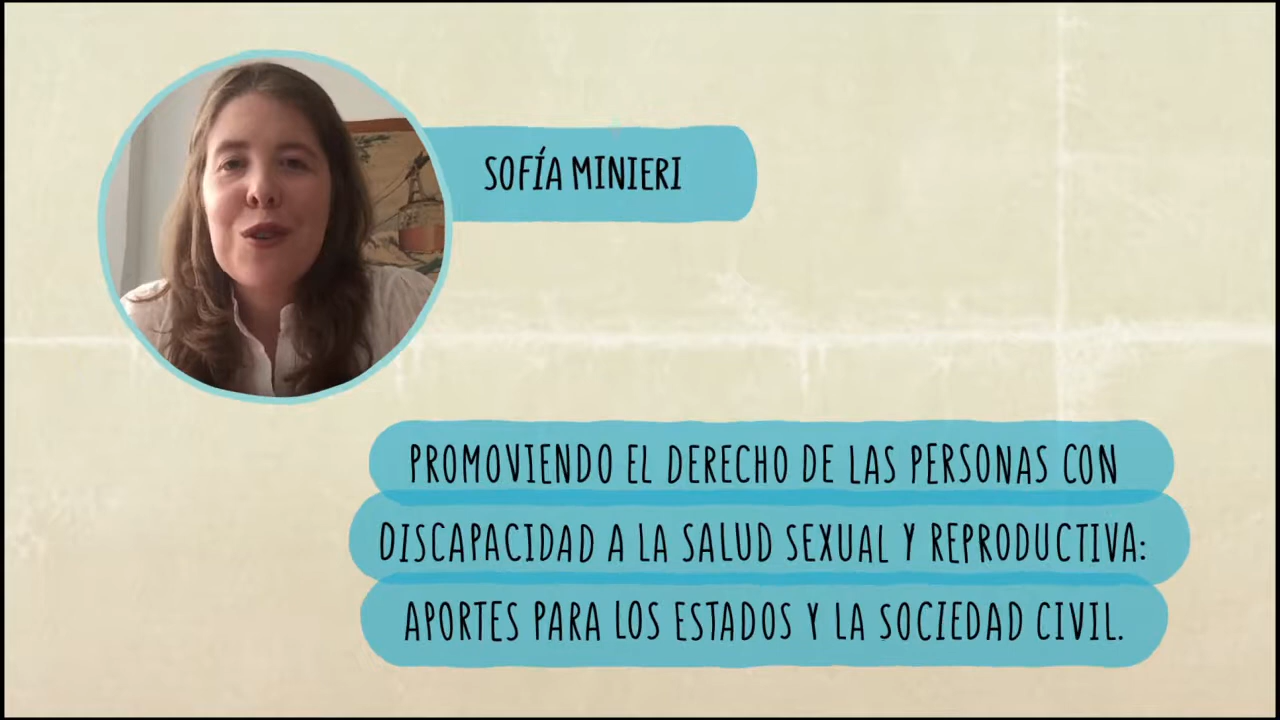 SOFÍA MINIERI
PROMOVIENDO EL DERECHO DE LAS PERSONAS CON
DISCAPACIDAD A LA SALUD SEXUAL Y REPRODUCTIVA:
APORTES PARA LOS ESTADOS Y LA SOCIEDAD CIVIL.